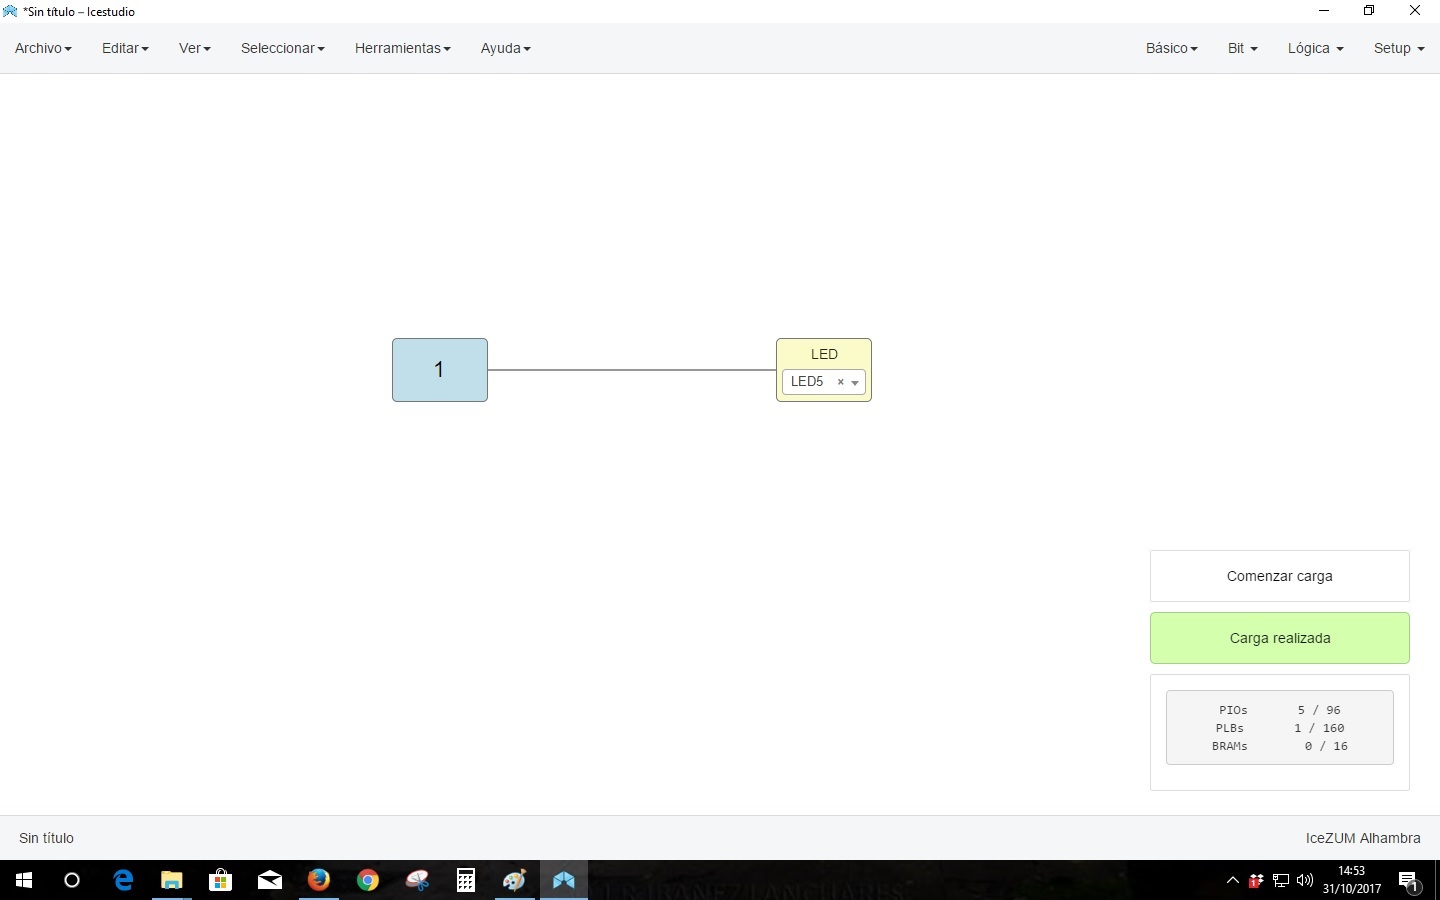 *Sin título – Icestudio
Archivo Editar Ver Seleccionar Herramientas Ayuda Básico Bit Lógica Setup
1
LED
LED5 ×
Comenzar carga
Carga realizada
PIOs 5 / 96
PLBs 1 / 160
BRAMs 0 / 16
Sin título IceZUM Alhambra
14:53
31/10/2017
1
1